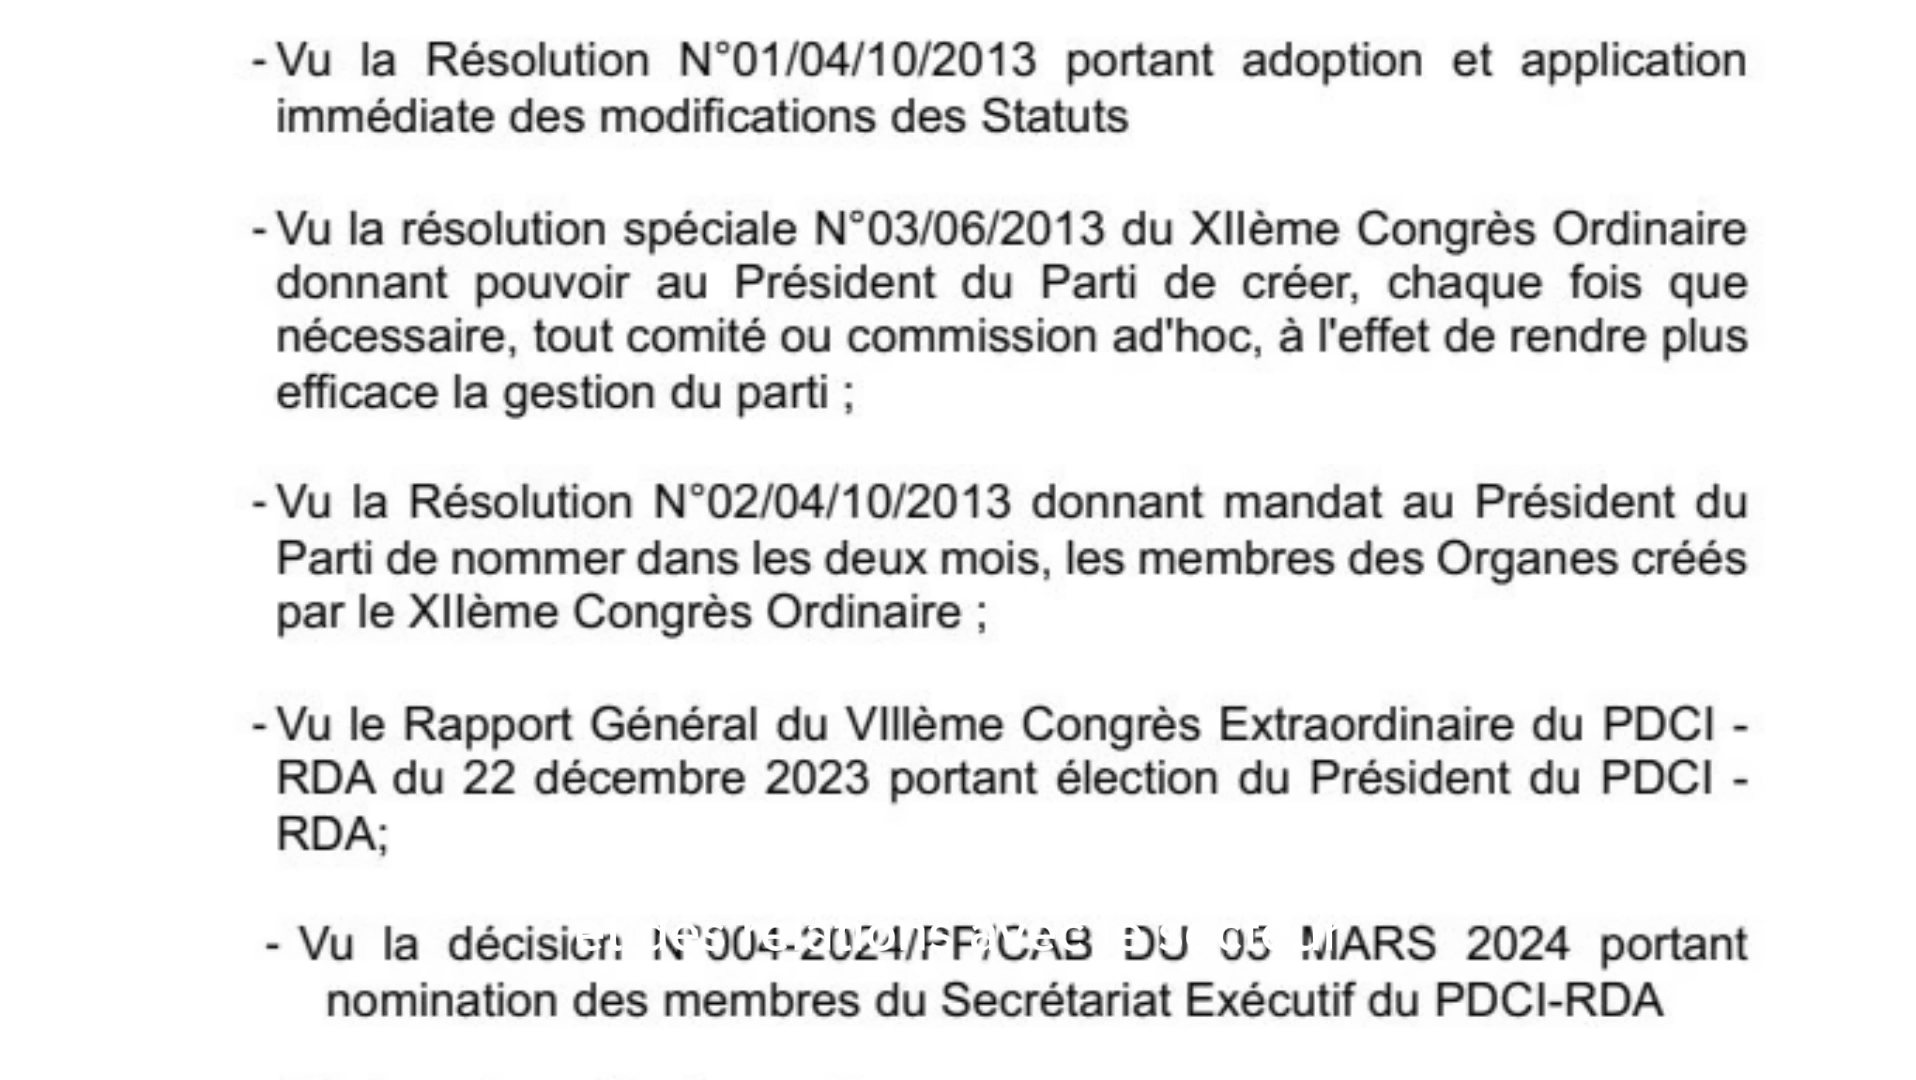 - Vu la Résolution N°01/04/10/2013 portant adoption et application
immédiate des modifications des Statuts
- Vu la résolution spéciale N°03/06/2013 du XIIème Congrès Ordinaire
donnant pouvoir au Président du Parti de créer, chaque fois que
nécessaire, tout comité ou commission ad'hoc, à l'effet de rendre plus
efficace la gestion du parti ;
- Vu la Résolution N°02/04/10/2013 donnant mandat au Président du
Parti de nommer dans les deux mois, les membres des Organes créés
par le XIIème Congrès Ordinaire ;
- Vu le Rapport Général du VIIIème Congrès Extraordinaire du PDCI -
RDA du 22 décembre 2023 portant élection du Président du PDCI -
RDA;
- Vu la décision DU MARS 2024 portant
nomination des membres du Secrétariat Exécutif du PDCI-RDA